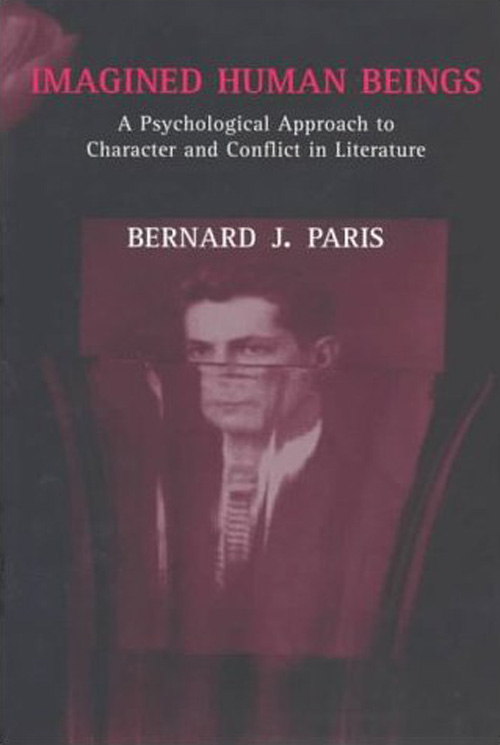 IMAGINED HUMAN BEINGS
A Psychological Approach to
Character and Conflict in Literature
BERNARD J. PARIS